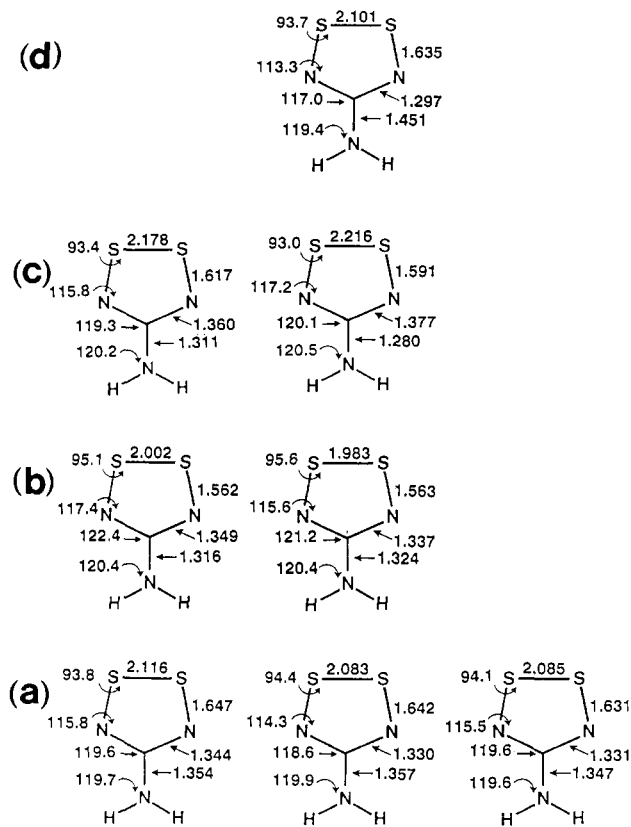 (d)
93.7 S 2.101 S
1.635
113.3 N N
117.0 1.297
1.451
119.4 N
H H
(c)
93.4 S 2.178 S 93.0 S 2.216 S
1.617 1.591
115.8 N N 117.2 N N
119.3 1.360 120.1 1.377
1.311 1.280
120.2 N 120.5 N
H H H H
(b)
95.1 S 2.002 S 95.6 S 1.983 S
1.562 1.563
117.4 N N 115.6 N N
122.4 1.349 121.2 1.337
1.316 1.324
120.4 N 120.4 N
H H H H
(a)
93.8 S 2.116 S 94.4 S 2.083 S 94.1 S 2.085 S
1.647 1.642 1.631
115.8 N N 114.3 N N 115.5 N N
119.6 1.344 118.6 1.330 119.6 1.331
1.354 1.357 1.347
119.7 N 119.9 N 119.6 N
H H H H H H